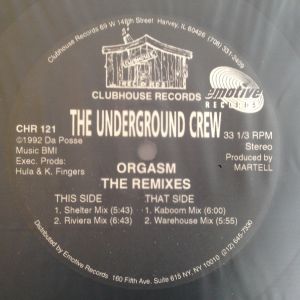 Clubhouse Records 69 W 148th Street Harvey, IL 60426 (708) 331-2409
CLUBHOUSE
RECORDS
CLUBHOUSE RECORDS
emotive
RECORDS
CHR 121
THE UNDERGROUND CREW
33 1/3 RPM
©1992 Da Posse
Stereo
Music BMI
Produced by
Exec. Prods:
MARTELL
Hula & K. Fingers
ORGASM
THE REMIXES
THIS SIDE
THAT SIDE
1. Shelter Mix (5:43)
1. Kaboom Mix (6:00)
2. Riviera Mix (5:43)
2. Warehouse Mix (5:55)
Distributed by Emotive Records 160 Fifth Ave. Suite 615 NY, NY 10010 (212) 645-7300